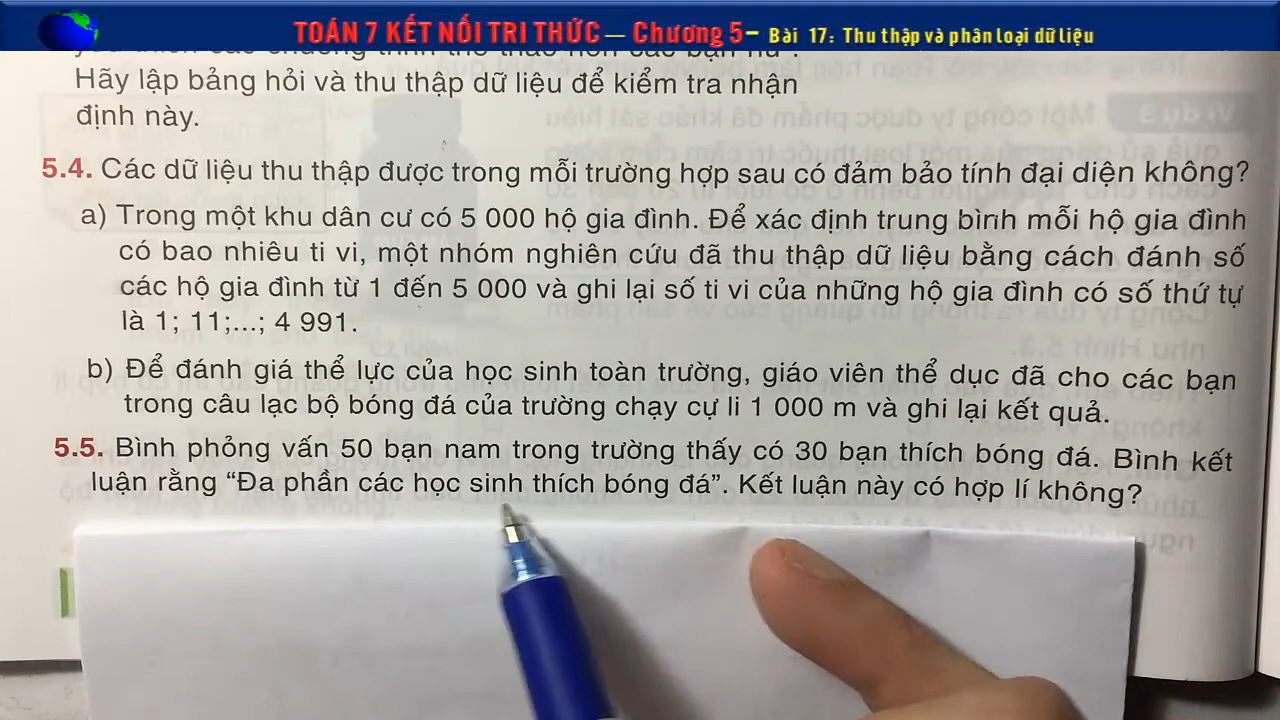 TOÁN 7 KẾT NỐI TRI THỨC – Chương 5 – Bài 17: Thu thập và phân loại dữ liệu
Hãy lập bảng hỏi và thu thập dữ liệu để kiểm tra nhận
định này.
5.4. Các dữ liệu thu thập được trong mỗi trường hợp sau có đảm bảo tính đại diện không?
a) Trong một khu dân cư có 5 000 hộ gia đình. Để xác định trung bình mỗi hộ gia đình
có bao nhiêu ti vi, một nhóm nghiên cứu đã thu thập dữ liệu bằng cách đánh số
các hộ gia đình từ 1 đến 5 000 và ghi lại số ti vi của những hộ gia đình có số thứ tự
là 1; 11;...; 4 991.
b) Để đánh giá thể lực của học sinh toàn trường, giáo viên thể dục đã cho các bạn
trong câu lạc bộ bóng đá của trường chạy cự li 1 000 m và ghi lại kết quả.
5.5. Bình phỏng vấn 50 bạn nam trong trường thấy có 30 bạn thích bóng đá. Bình kết
luận rằng “Đa phần các học sinh thích bóng đá”. Kết luận này có hợp lí không?